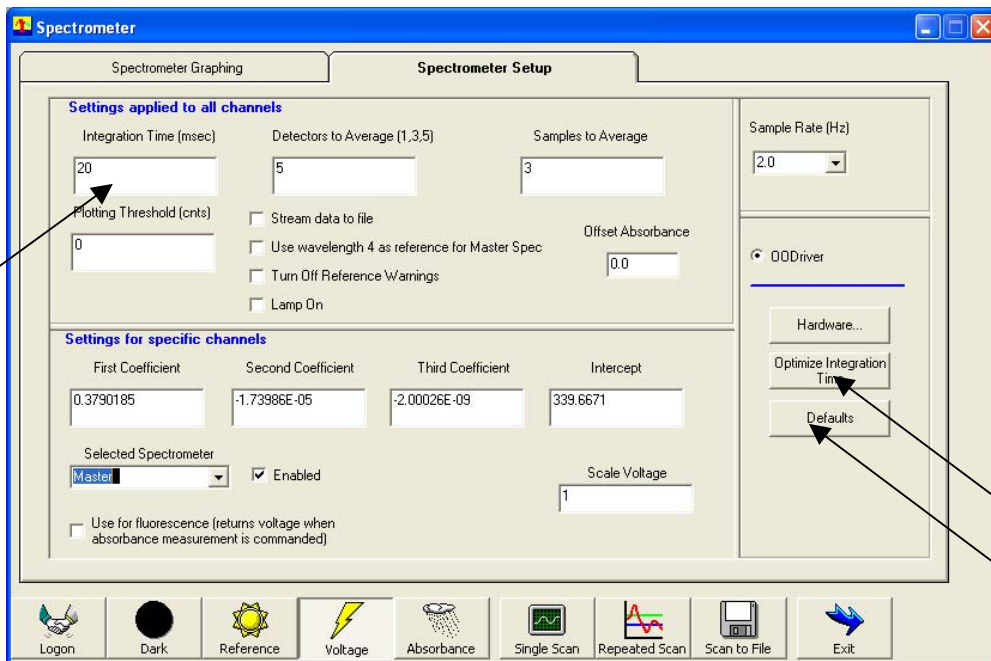 Spectrometer
Spectrometer Graphing
Spectrometer Setup
Settings applied to all channels
Integration Time (msec)
Detectors to Average (1,3,5)
Samples to Average
20
5
3
Plotting Threshold (cnts)
0
Stream data to file
Use wavelength 4 as reference for Master Spec
Turn Off Reference Warnings
Lamp On
Offset Absorbance
0.0
Settings for specific channels
First Coefficient
Second Coefficient
Third Coefficient
Intercept
0.3790185
-1.73986E-05
-2.00026E-09
339.6671
Selected Spectrometer
Master
Enabled
Scale Voltage
1
Use for fluorescence (returns voltage when
absorbance measurement is commanded)
Sample Rate (Hz)
2.0
OODriver
Hardware...
Optimize Integration
Time
Defaults
Logon
Dark
Reference
Voltage
Absorbance
Single Scan
Repeated Scan
Scan to File
Exit